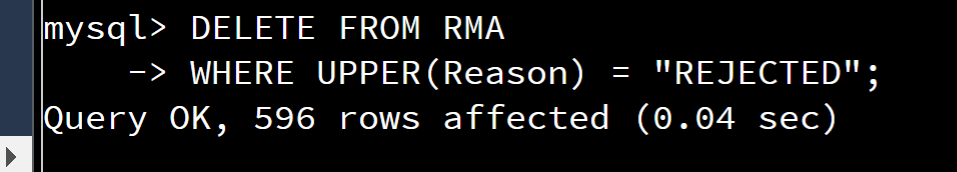 mysql> DELETE FROM RMA
    -> WHERE UPPER(Reason) = "REJECTED";
Query OK, 596 rows affected (0.04 sec)